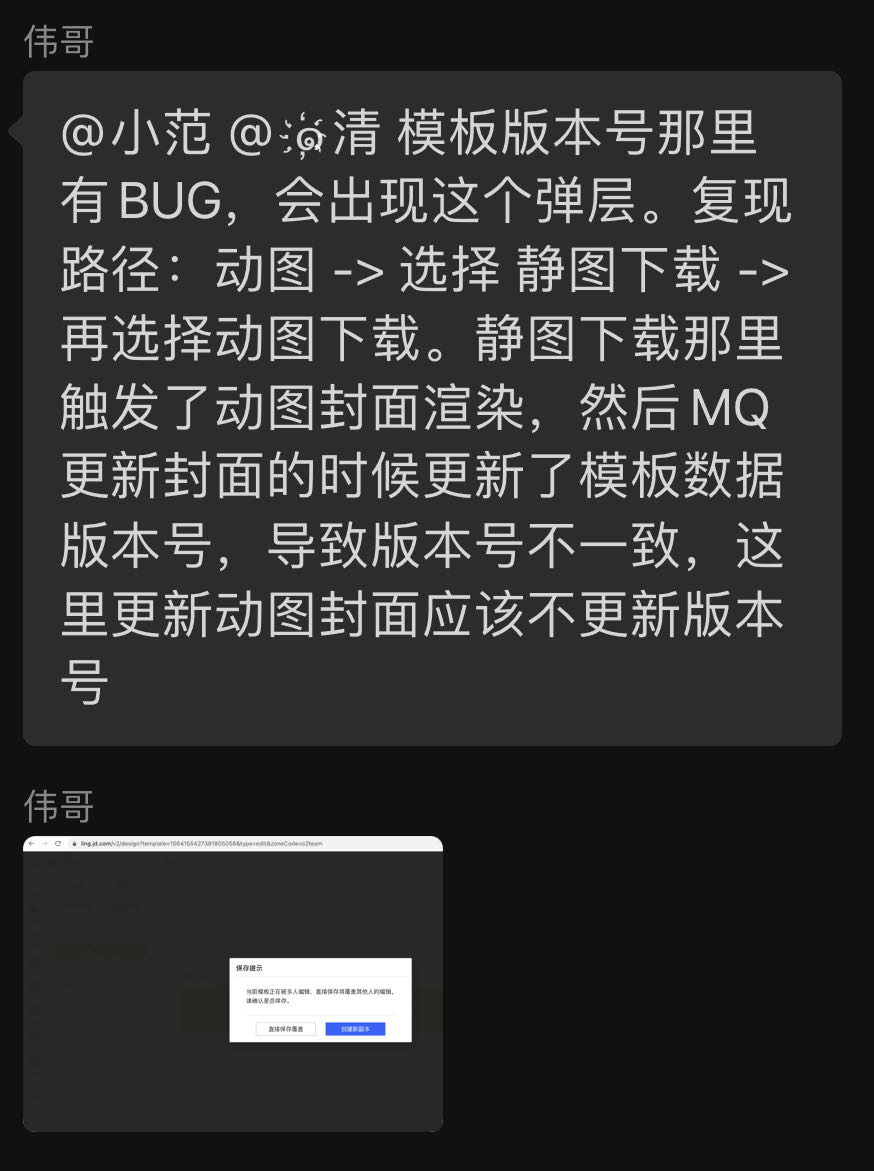 伟哥
@小范 @ 清 模板版本号那里
有BUG，会出现这个弹层。复现
路径：动图 -> 选择 静图下载 ->
再选择动图下载。静图下载那里
触发了动图封面渲染，然后MQ
更新封面的时候更新了模板数据
版本号，导致版本号不一致，这
里更新动图封面应该不更新版本
号
伟哥
ling.jd.com/v2/design?template=1564155427381805056&type=edit&zoneCode=o2team
保存提示
当前模板正在被多人编辑，直接保存将覆盖其他人的编辑。
请确认是否保存。
直接保存覆盖
创建新副本